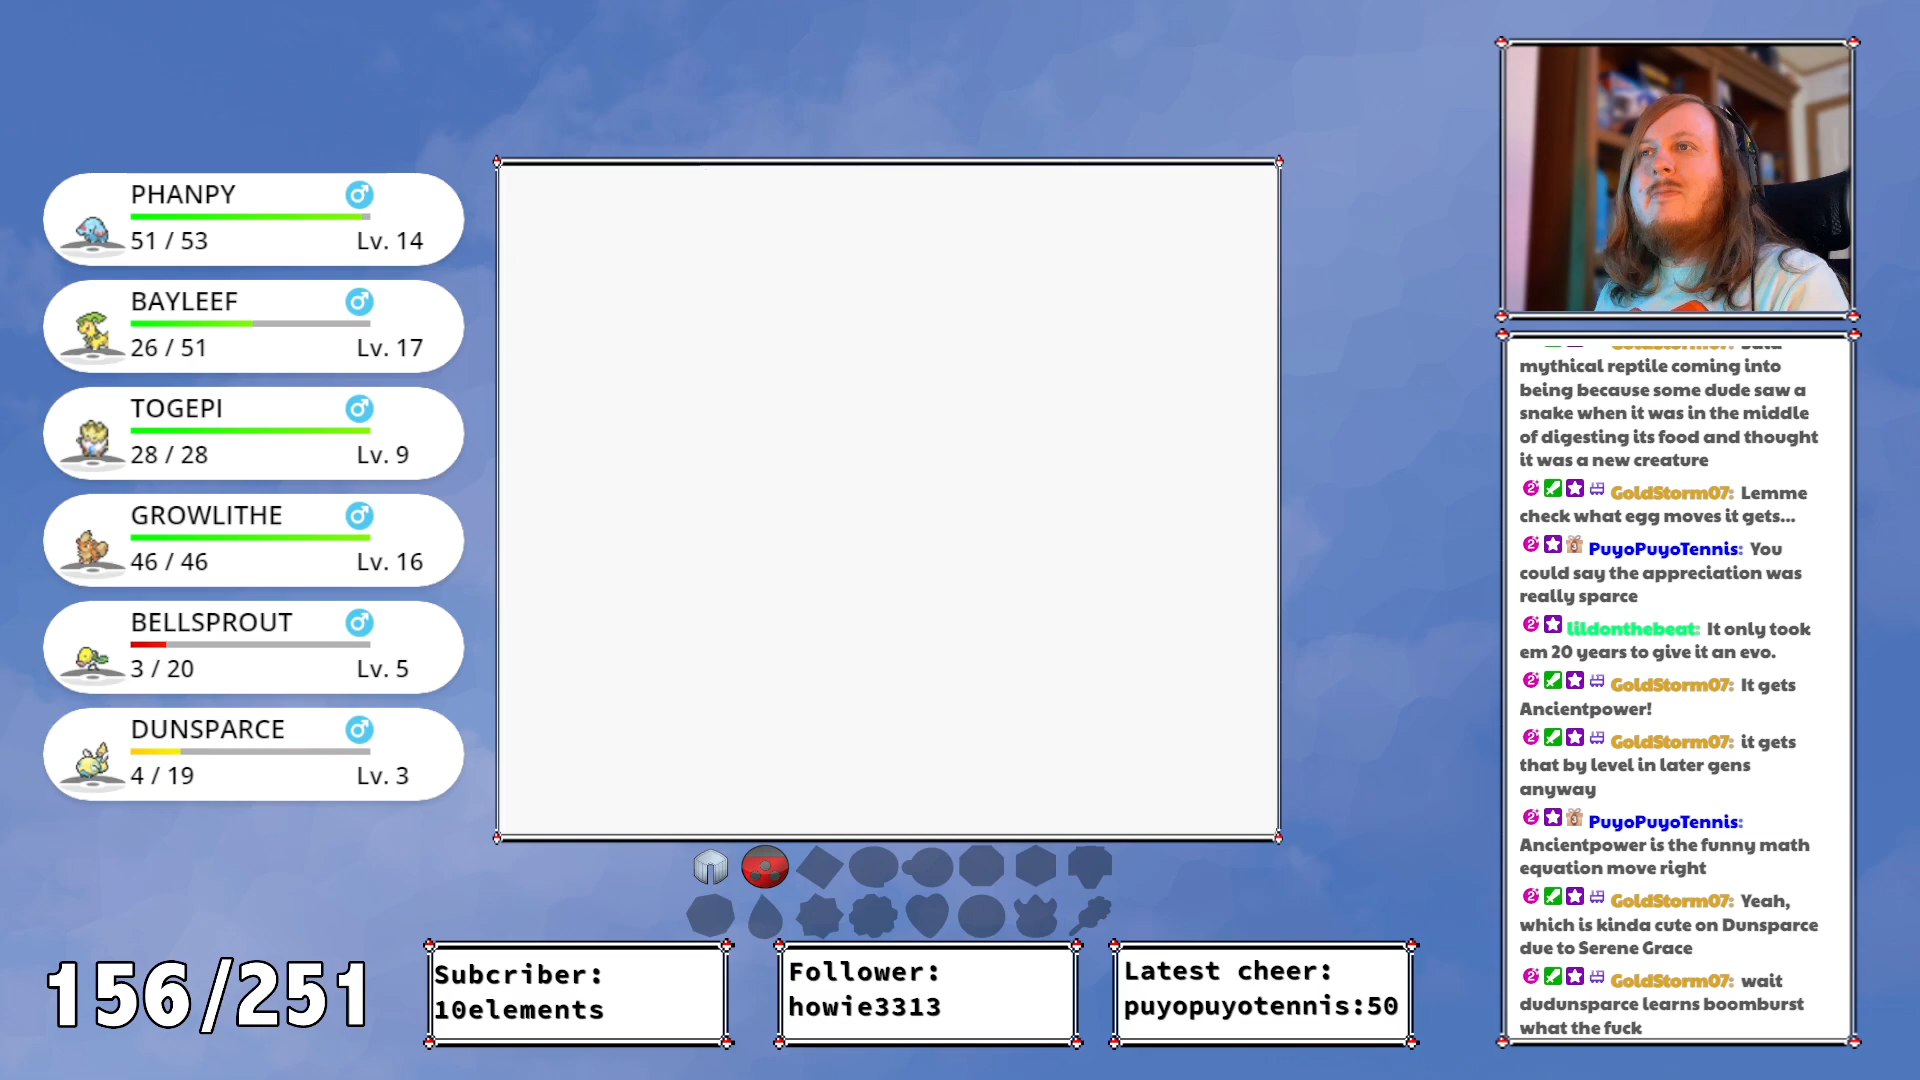 PHANPY
51 / 53 Lv. 14
BAYLEEF
26 / 51 Lv. 17
TOGEPI
28 / 28 Lv. 9
GROWLITHE
46 / 46 Lv. 16
BELLSPROUT
3 / 20 Lv. 5
DUNSPARCE
4 / 19 Lv. 3
156/251
Subcriber:
10elements
Follower:
howie3313
Latest cheer:
puyopuyotennis:50
mythical reptile coming into
being because some dude saw a
snake when it was in the middle
of digesting its food and thought
it was a new creature
GoldStorm07: Lemme
check what egg moves it gets...
PuyoPuyoTennis: You
could say the appreciation was
really sparce
lildonthebeat: It only took
em 20 years to give it an evo.
GoldStorm07: It gets
Ancientpower!
GoldStorm07: it gets
that by level in later gens
anyway
PuyoPuyoTennis:
Ancientpower is the funny math
equation move right
GoldStorm07: Yeah,
which is kinda cute on Dunsparce
due to Serene Grace
GoldStorm07: wait
dudunsparce learns boomburst
what the fuck